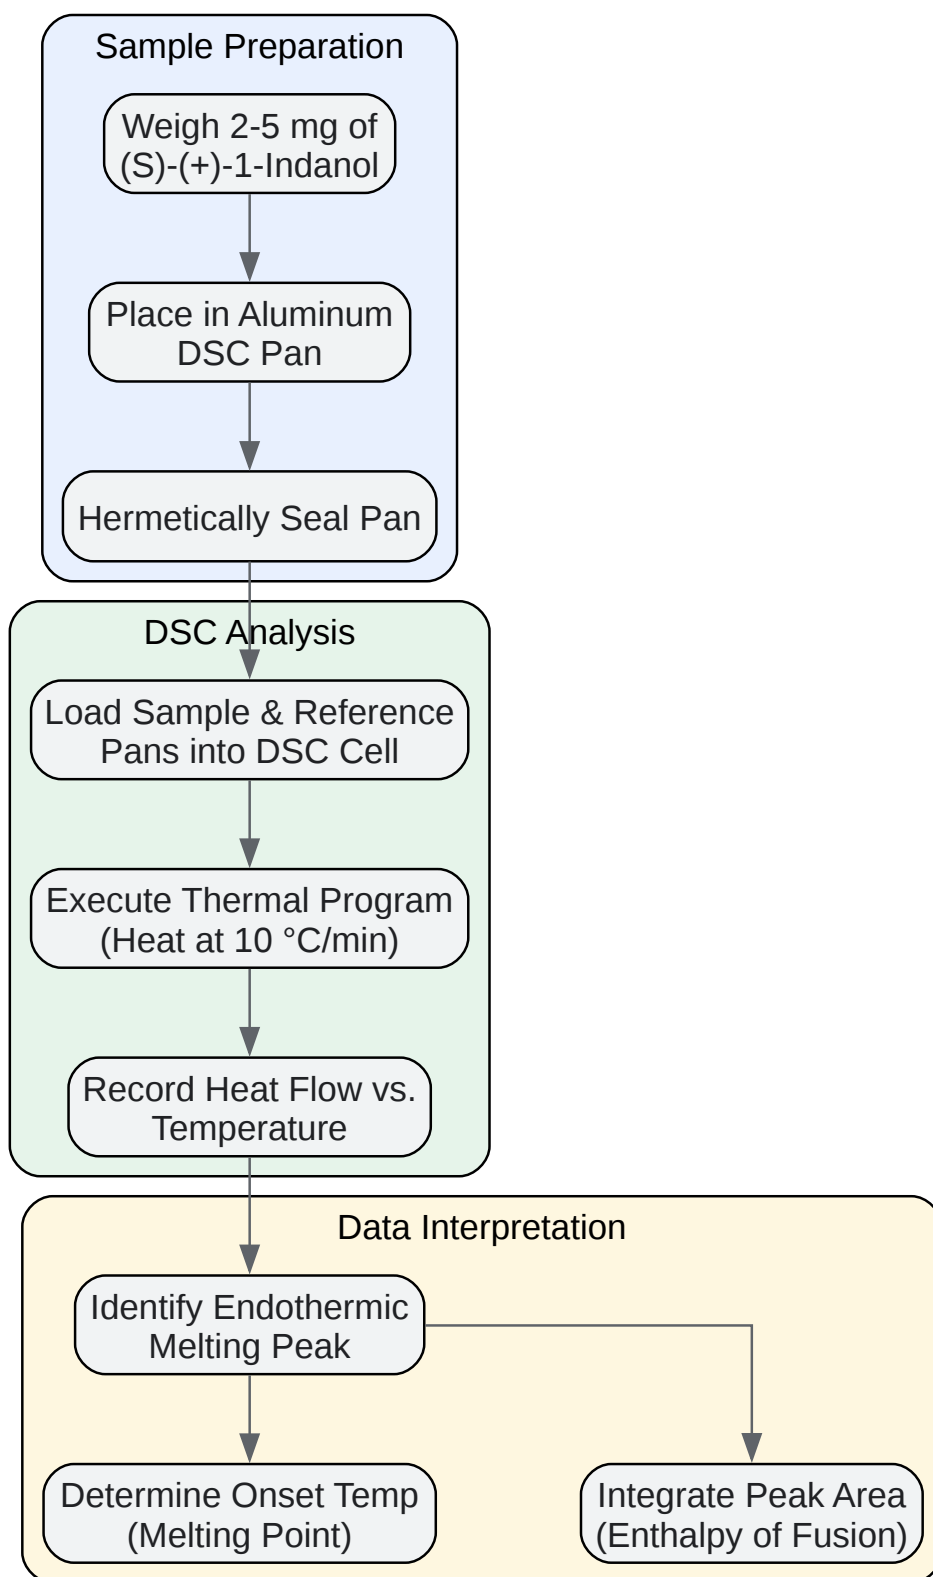 Sample Preparation
Weigh 2-5 mg of
(S)-(+)-1-Indanol
Place in Aluminum
DSC Pan
Hermetically Seal Pan
DSC Analysis
Load Sample & Reference
Pans into DSC Cell
Execute Thermal Program
(Heat at 10 °C/min)
Record Heat Flow vs.
Temperature
Data Interpretation
Identify Endothermic
Melting Peak
Determine Onset Temp
(Melting Point)
Integrate Peak Area
(Enthalpy of Fusion)